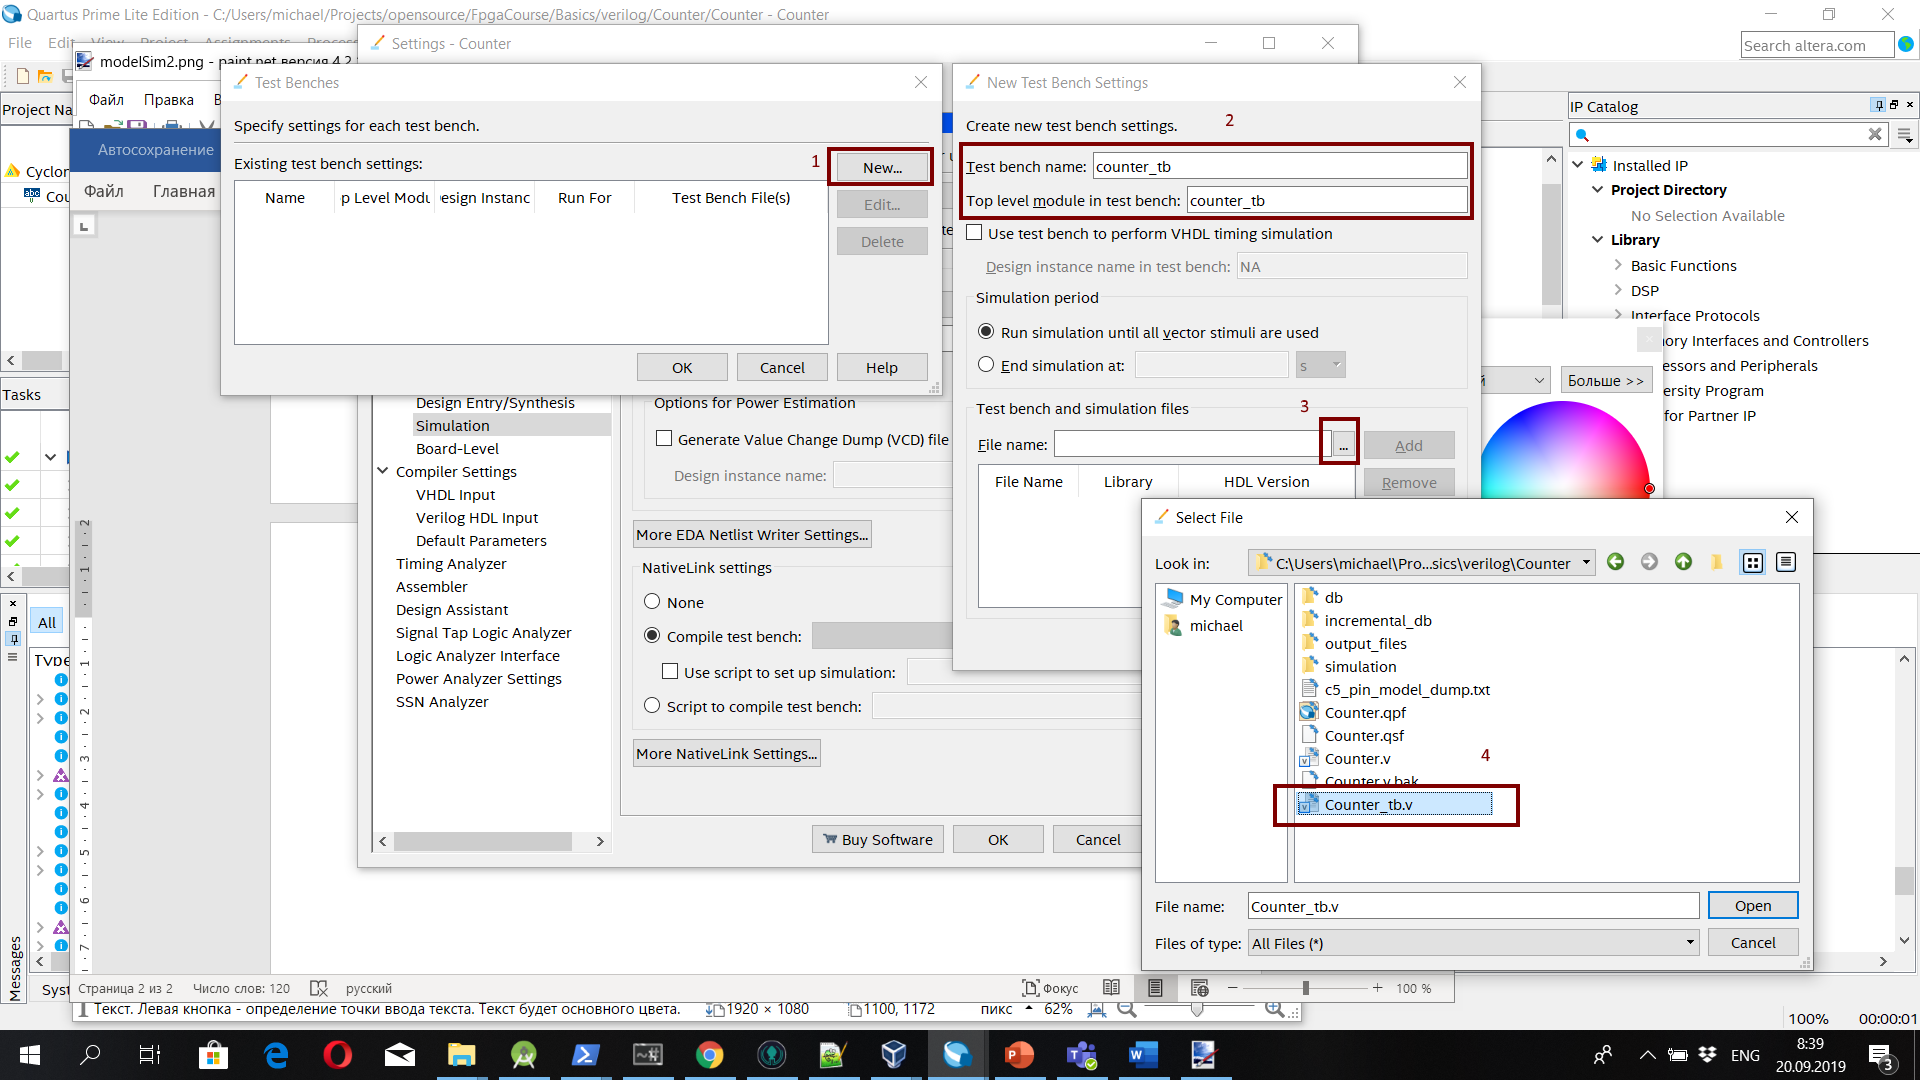 Quartus Prime Lite Edition - C:/Users/michael/Projects/opensource/FpgaCourse/Basics/verilog/Counter/Counter - Counter
File Edit View Project Assignments
Search altera.com
Settings - Counter
modelSim2.png - paint.net версия 4.2
Файл Правка
Project Na
Автосохранение
Файл Главная
Cyclon
Cou
Tasks
Test Benches
Specify settings for each test bench.
Existing test bench settings:
1
New...
Edit...
Delete
Name
p Level Modu
esign Instanc
Run For
Test Bench File(s)
OK Cancel Help
New Test Bench Settings
Create new test bench settings.
2
Test bench name: counter_tb
Top level module in test bench: counter_tb
Use test bench to perform VHDL timing simulation
Design instance name in test bench: NA
Simulation period
Run simulation until all vector stimuli are used
End simulation at:
s
Test bench and simulation files
3
File name:
...
Add
File Name Library HDL Version
Remove
IP Catalog
Installed IP
Project Directory
No Selection Available
Library
Basic Functions
DSP
Interface Protocols
ory Interfaces and Controllers
essors and Peripherals
ersity Program
for Partner IP
й
Больше >>
Design Entry/Synthesis
Simulation
Board-Level
Compiler Settings
VHDL Input
Verilog HDL Input
Default Parameters
Timing Analyzer
Assembler
Design Assistant
Signal Tap Logic Analyzer
Logic Analyzer Interface
Power Analyzer Settings
SSN Analyzer
Options for Power Estimation
Generate Value Change Dump (VCD) file
Design instance name:
More EDA Netlist Writer Settings...
NativeLink settings
None
Compile test bench:
Use script to set up simulation:
Script to compile test bench:
More NativeLink Settings...
Buy Software
OK
Cancel
Select File
Look in: C:\Users\michael\Pro...sics\verilog\Counter
My Computer
michael
db
incremental_db
output_files
simulation
c5_pin_model_dump.txt
Counter.qpf
Counter.qsf
Counter.v
4
Counter.v.bak
Counter_tb.v
File name: Counter_tb.v
Open
Files of type: All Files (*)
Cancel
All
Type
Messages
Syst
Страница 2 из 2 Число слов: 120 русский
Фокус
100 %
Текст. Левая кнопка - определение точки ввода текста. Текст будет основного цвета.
1920 × 1080
1100, 1172
пикс
62%
100% 00:00:01
ENG
8:39
20.09.2019
3